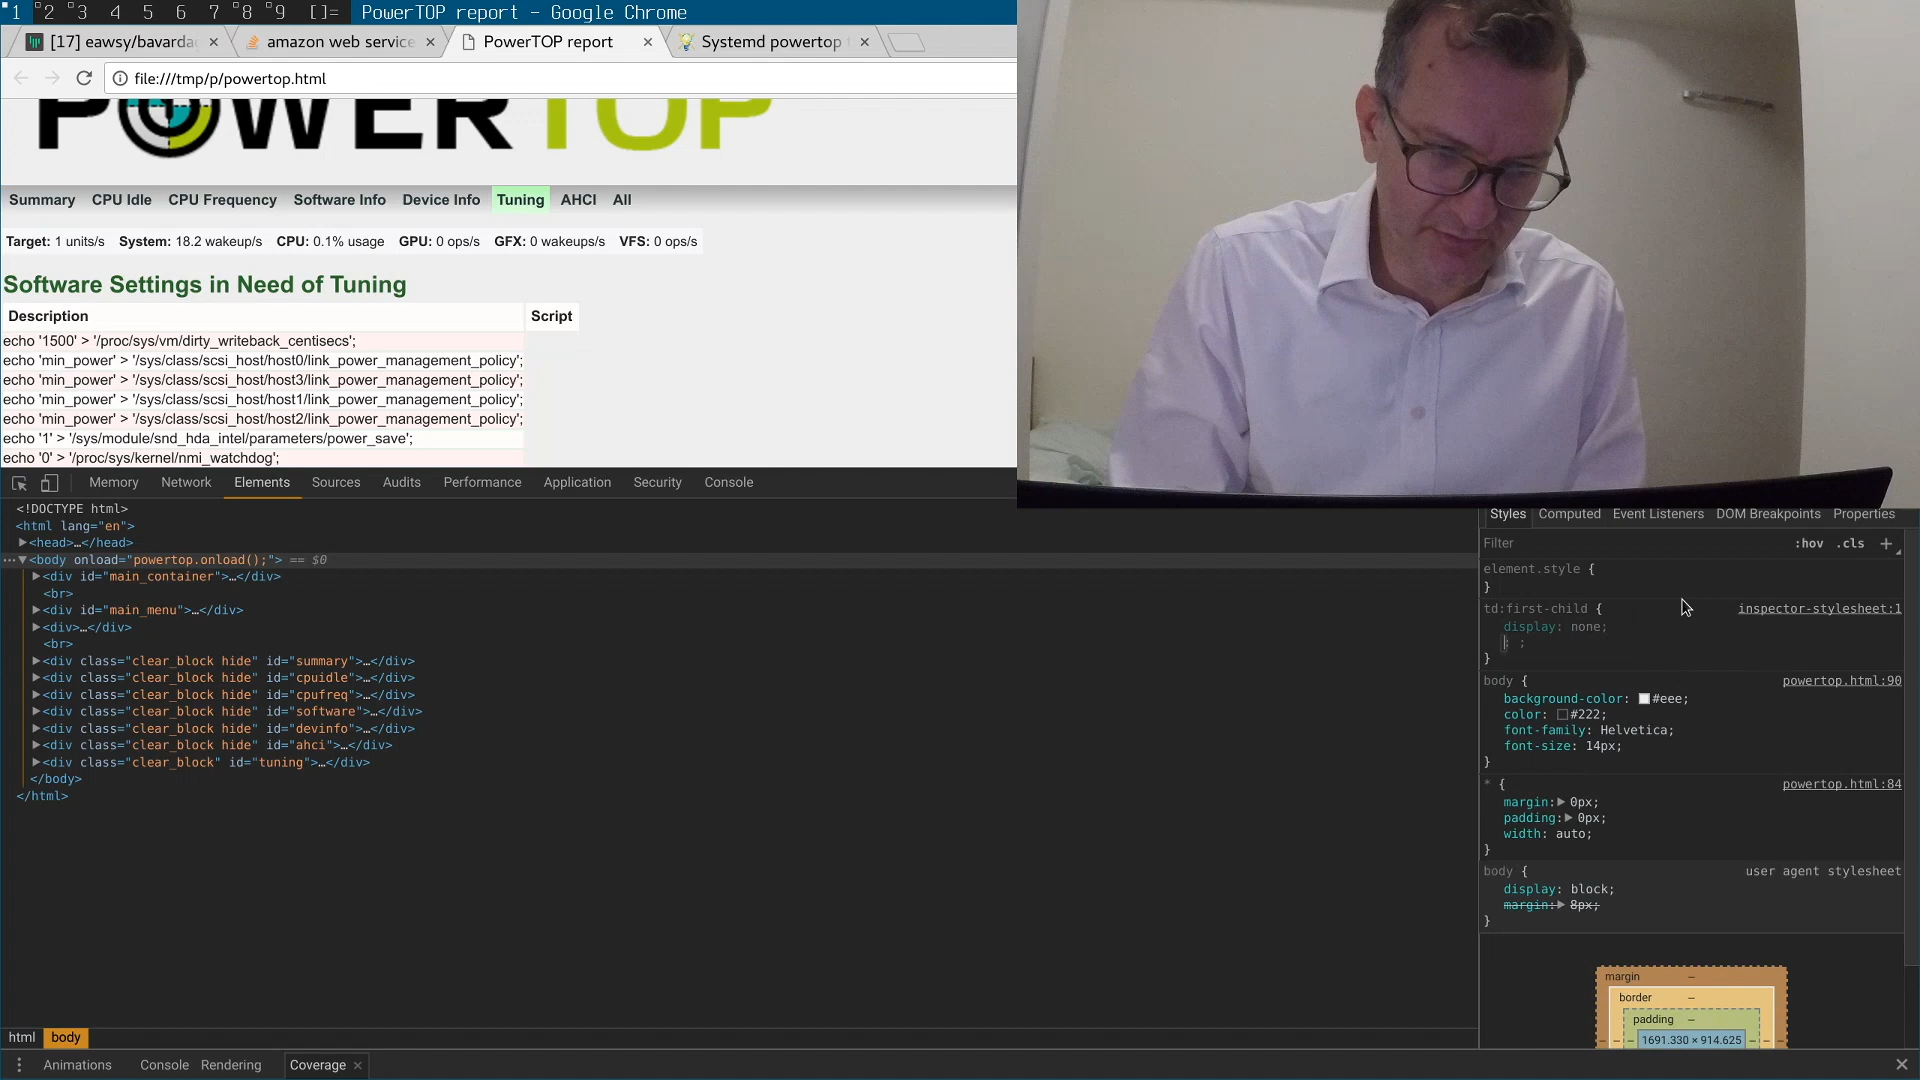 1 2 3 4 5 6 7 8 9 []= PowerTOP report - Google Chrome
[17] eawsy/bavarda × amazon web service × PowerTOP report × Systemd powertop ×
file:///tmp/p/powertop.html
POWERTOP
Summary CPU Idle CPU Frequency Software Info Device Info Tuning AHCI All
Target: 1 units/s System: 18.2 wakeup/s CPU: 0.1% usage GPU: 0 ops/s GFX: 0 wakeups/s VFS: 0 ops/s
Software Settings in Need of Tuning
Description Script
echo '1500' > '/proc/sys/vm/dirty_writeback_centisecs';
echo 'min_power' > '/sys/class/scsi_host/host0/link_power_management_policy';
echo 'min_power' > '/sys/class/scsi_host/host3/link_power_management_policy';
echo 'min_power' > '/sys/class/scsi_host/host1/link_power_management_policy';
echo 'min_power' > '/sys/class/scsi_host/host2/link_power_management_policy';
echo '1' > '/sys/module/snd_hda_intel/parameters/power_save';
echo '0' > '/proc/sys/kernel/nmi_watchdog';
Memory Network Elements Sources Audits Performance Application Security Console
<!DOCTYPE html>
<html lang="en">
▶<head>…</head>
…▼<body onload="powertop.onload();"> == $0
▶<div id="main_container">…</div>
<br>
▶<div id="main_menu">…</div>
▶<div>…</div>
<br>
▶<div class="clear_block hide" id="summary">…</div>
▶<div class="clear_block hide" id="cpuidle">…</div>
▶<div class="clear_block hide" id="cpufreq">…</div>
▶<div class="clear_block hide" id="software">…</div>
▶<div class="clear_block hide" id="devinfo">…</div>
▶<div class="clear_block hide" id="ahci">…</div>
▶<div class="clear_block" id="tuning">…</div>
</body>
</html>
Styles Computed Event Listeners DOM Breakpoints Properties
Filter :hov .cls +
element.style {
}
td:first-child { inspector-stylesheet:1
display: none;
: ;
}
body { powertop.html:90
background-color: #eee;
color: #222;
font-family: Helvetica;
font-size: 14px;
}
* { powertop.html:84
margin:▶ 0px;
padding:▶ 0px;
width: auto;
}
body { user agent stylesheet
display: block;
margin:▶ 8px;
}
margin –
border –
padding –
– – – 1691.330 × 914.625 – – –
html body
Animations Console Rendering Coverage × ×